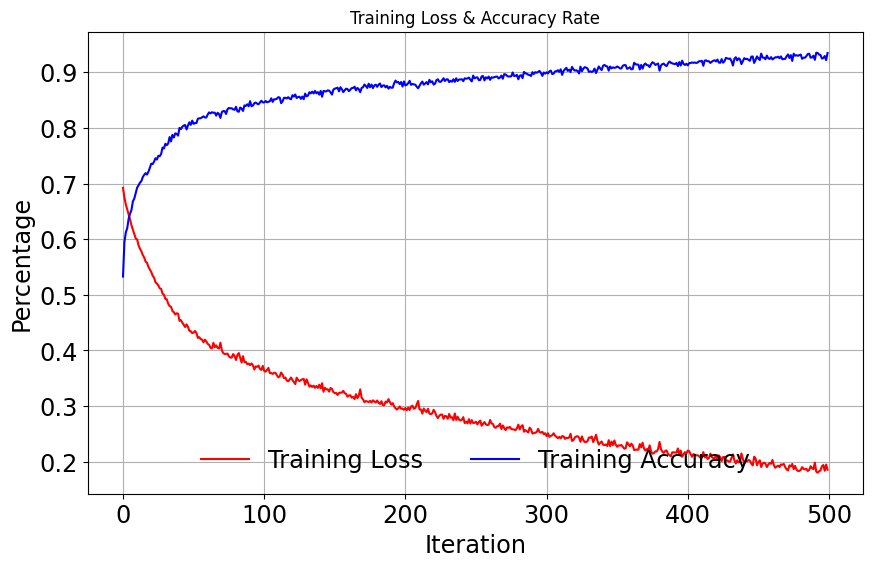 Training Loss & Accuracy Rate
Percentage
0.9
0.8
0.7
0.6
0.5
0.4
0.3
0.2
Training Loss Training Accuracy
0 100 200 300 400 500
Iteration